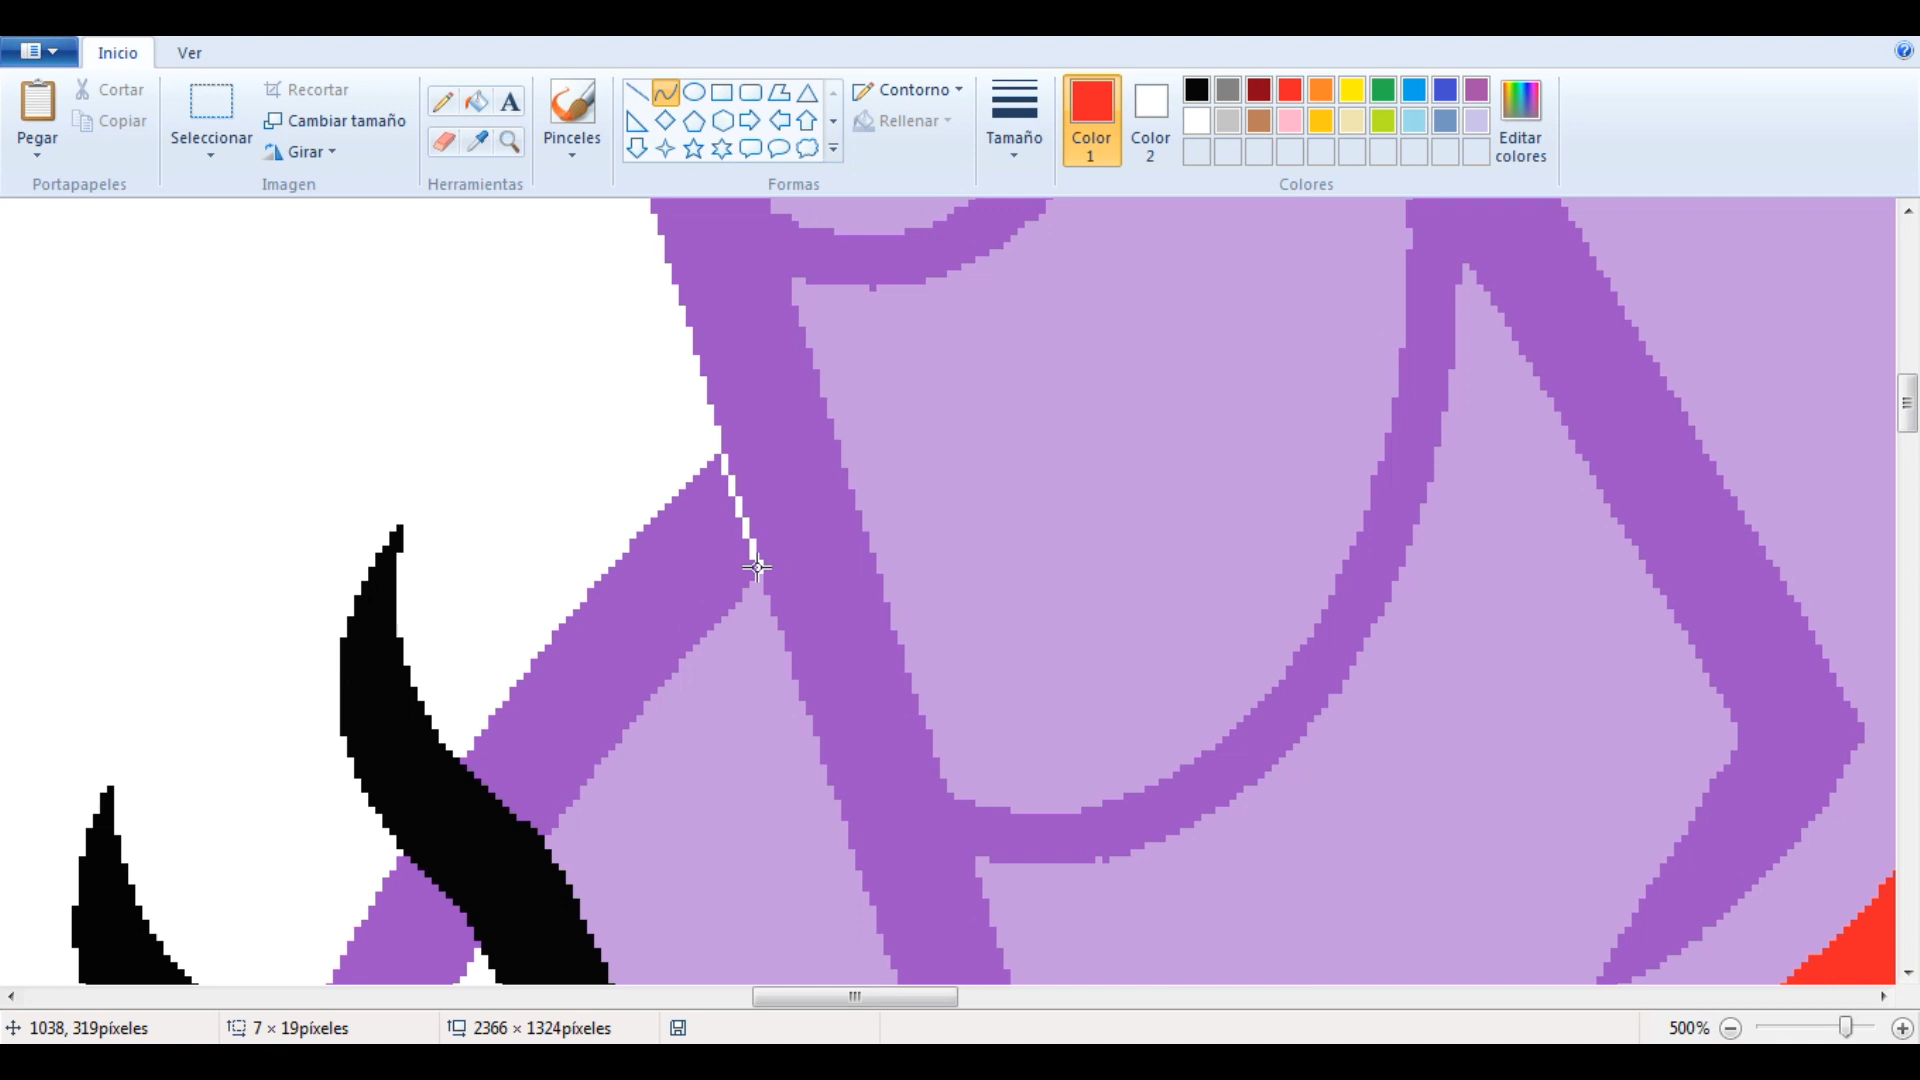 Inicio Ver
Pegar
Cortar
Copiar
Portapapeles
Seleccionar
Recortar
Cambiar tamaño
Girar
Imagen
A
Herramientas
Pinceles
Contorno
Rellenar
Formas
Tamaño
Color
1
Color
2
Editar
colores
Colores
1038, 319píxeles 7 × 19píxeles 2366 × 1324píxeles 500%